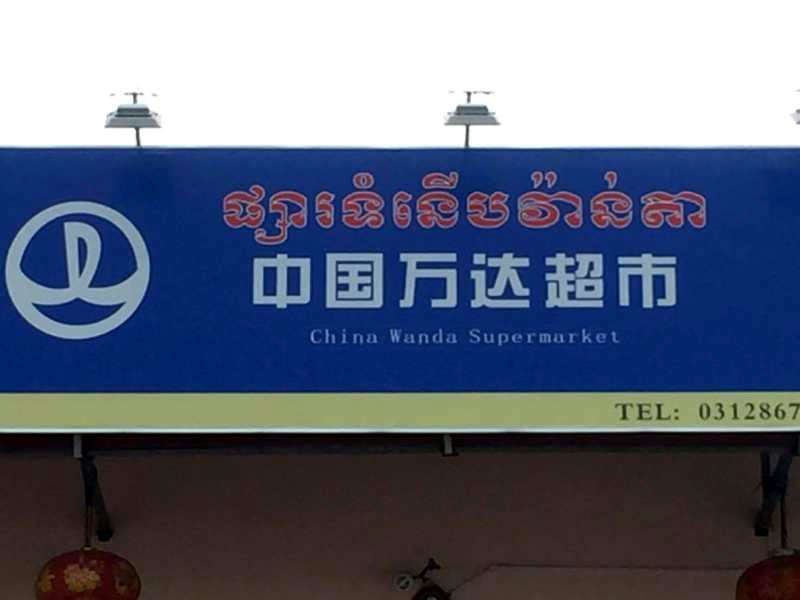 ផ្សារទំនើបវ៉ាន់តា
中国万达超市
China Wanda Supermarket
TEL: 0312867